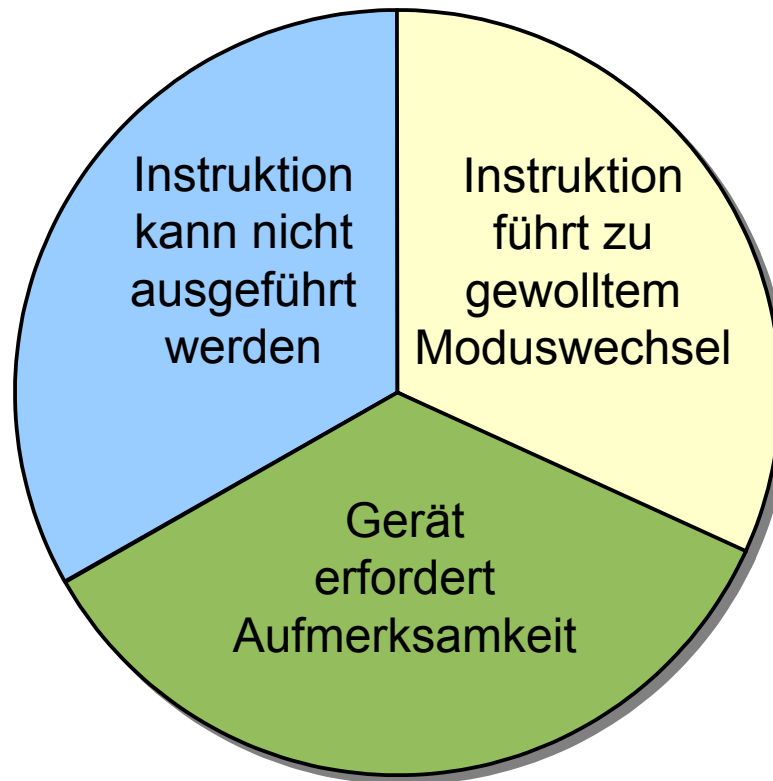 Instruktion
kann nicht
ausgeführt
werden
Instruktion
führt zu
gewolltem
Moduswechsel
Gerät
erfordert
Aufmerksamkeit